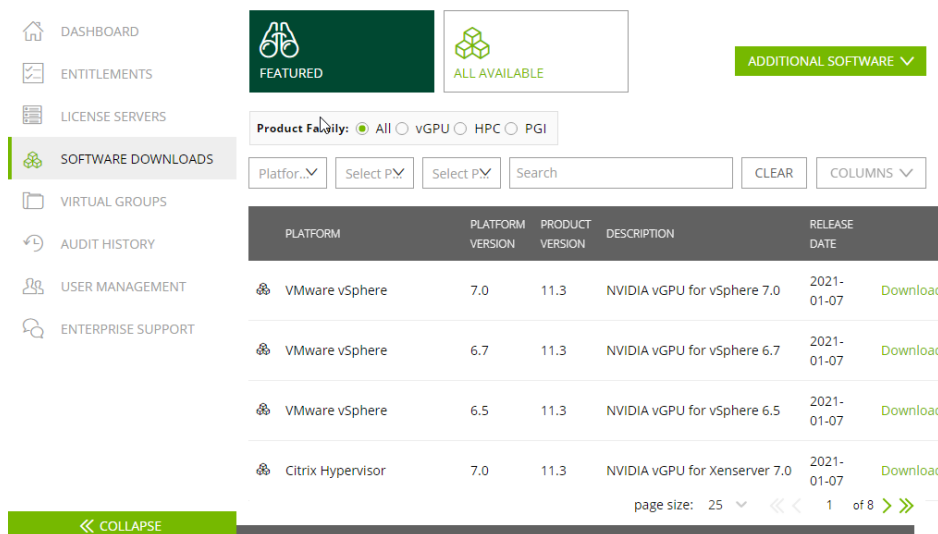 DASHBOARD
ENTITLEMENTS
LICENSE SERVERS
SOFTWARE DOWNLOADS
VIRTUAL GROUPS
AUDIT HISTORY
USER MANAGEMENT
ENTERPRISE SUPPORT
COLLAPSE
FEATURED
ALL AVAILABLE
ADDITIONAL SOFTWARE
Product Family: All vGPU HPC PGI
Platfor... Select P... Select P... Search CLEAR COLUMNS
PLATFORM PLATFORM VERSION PRODUCT VERSION DESCRIPTION RELEASE DATE
VMware vSphere 7.0 11.3 NVIDIA vGPU for vSphere 7.0 2021-01-07 Download
VMware vSphere 6.7 11.3 NVIDIA vGPU for vSphere 6.7 2021-01-07 Download
VMware vSphere 6.5 11.3 NVIDIA vGPU for vSphere 6.5 2021-01-07 Download
Citrix Hypervisor 7.0 11.3 NVIDIA vGPU for Xenserver 7.0 2021-01-07 Download
page size: 25 1 of 8